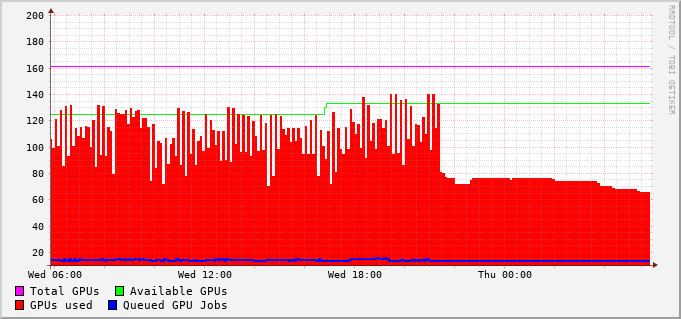 200
180
160
140
120
100
80
60
40
20
Wed 06:00 Wed 12:00 Wed 18:00 Thu 00:00
Total GPUs Available GPUs
GPUs used Queued GPU Jobs
RRDTOOL / TOBI OETIKER